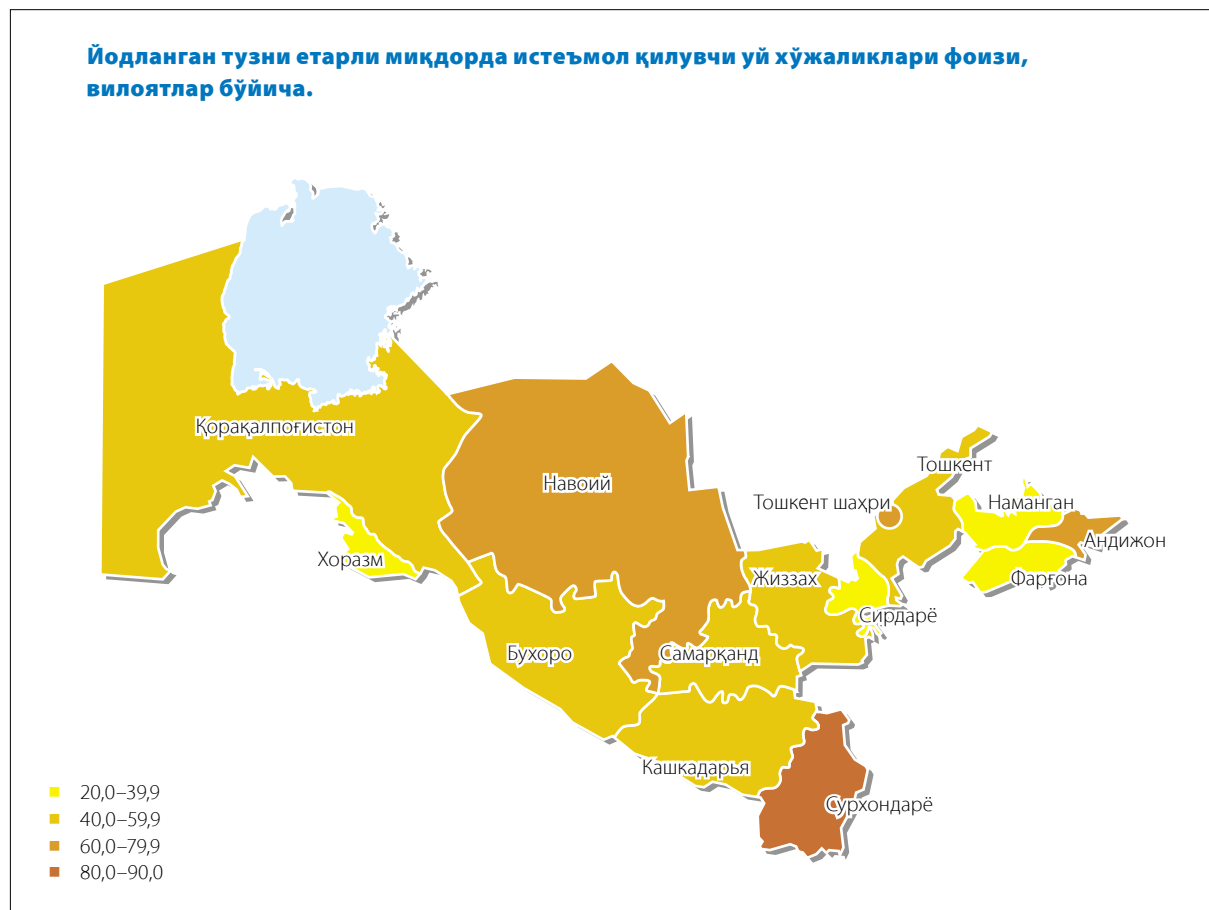 Йодланган тузни етарли миқдорда истеъмол қилувчи уй хўжаликлари фоизи,
вилоятлар бўйича.
Қорақалпоғистон
Навоий
Тошкент
Тошкент шаҳри
Наманган
Андижон
Фарғона
Хоразм
Жиззах
Сирдарё
Бухоро
Самарқанд
Кашкадарья
Сурхондарё
20,0–39,9
40,0–59,9
60,0–79,9
80,0–90,0